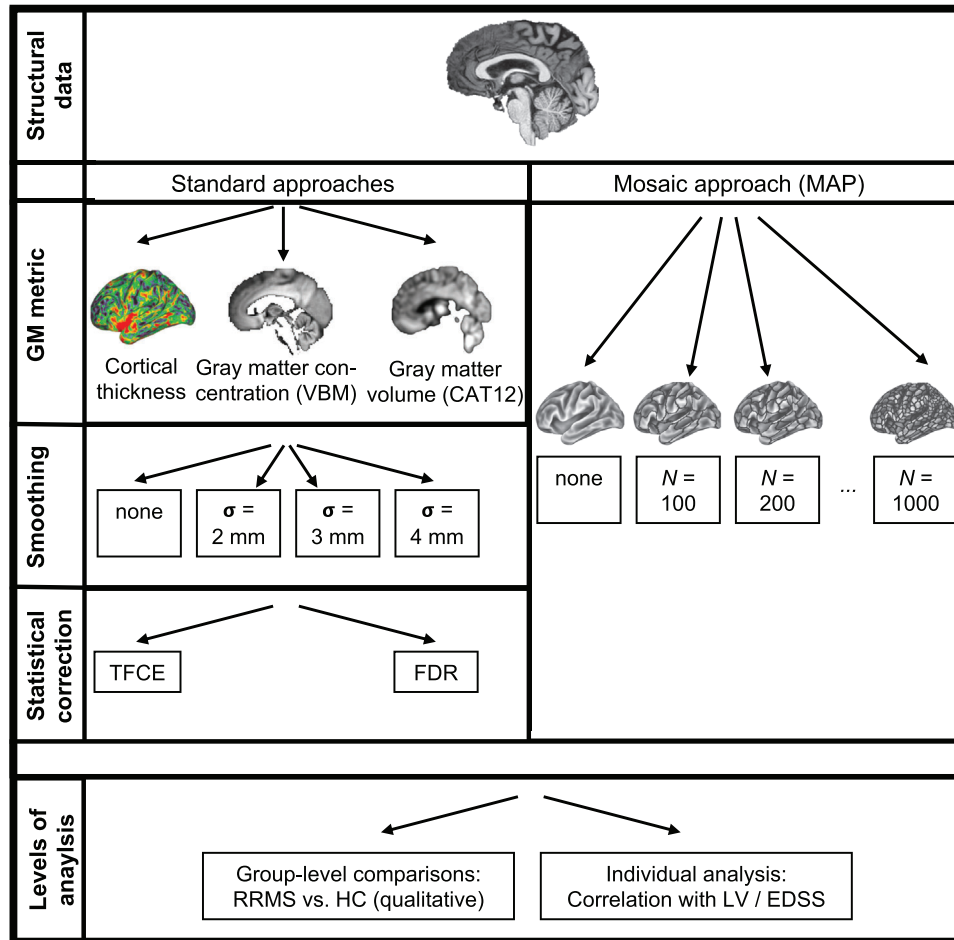 Structural
data
Standard approaches
Mosaic approach (MAP)
GM metric
Cortical
thickness
Gray matter con-
centration (VBM)
Gray matter
volume (CAT12)
none
N =
100
N =
200
...
N =
1000
Smoothing
none
σ =
2 mm
σ =
3 mm
σ =
4 mm
Statistical
correction
TFCE
FDR
Levels of
anaylsis
Group-level comparisons:
RRMS vs. HC (qualitative)
Individual analysis:
Correlation with LV / EDSS